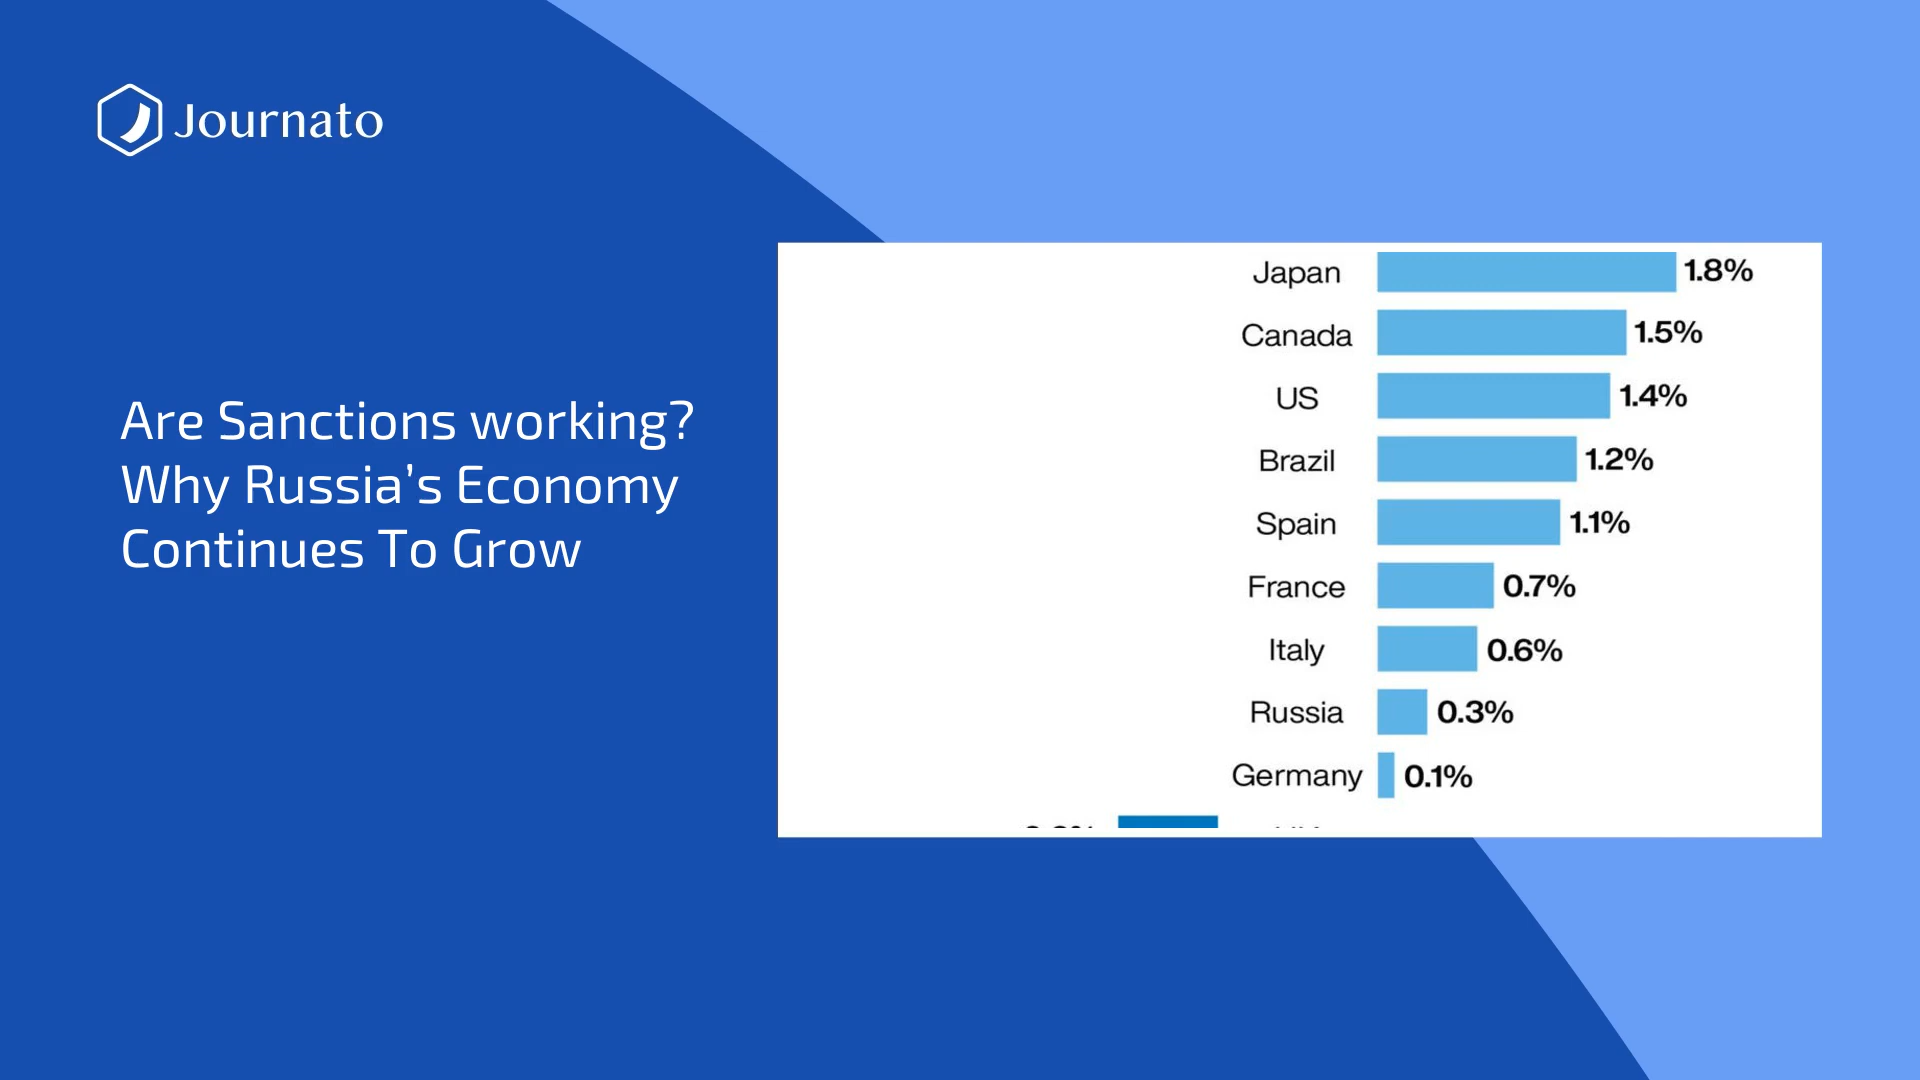 Journato
Are Sanctions working?
Why Russia’s Economy
Continues To Grow
Japan 1.8%
Canada 1.5%
US 1.4%
Brazil 1.2%
Spain 1.1%
France 0.7%
Italy 0.6%
Russia 0.3%
Germany 0.1%